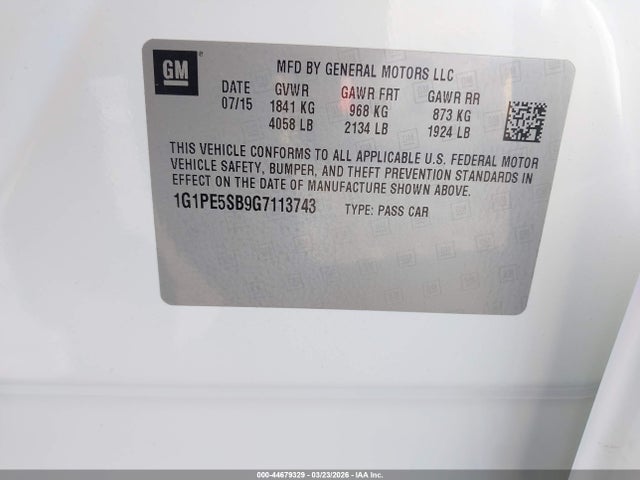 GM
MFD BY GENERAL MOTORS LLC
DATE GVWR GAWR FRT GAWR RR
07/15 1841 KG 968 KG 873 KG
4058 LB 2134 LB 1924 LB
THIS VEHICLE CONFORMS TO ALL APPLICABLE U.S. FEDERAL MOTOR
VEHICLE SAFETY, BUMPER, AND THEFT PREVENTION STANDARDS IN
EFFECT ON THE DATE OF MANUFACTURE SHOWN ABOVE.
1G1PE5SB9G7113743 TYPE: PASS CAR
000-44679329 - 03/23/2026 - IAA Inc.